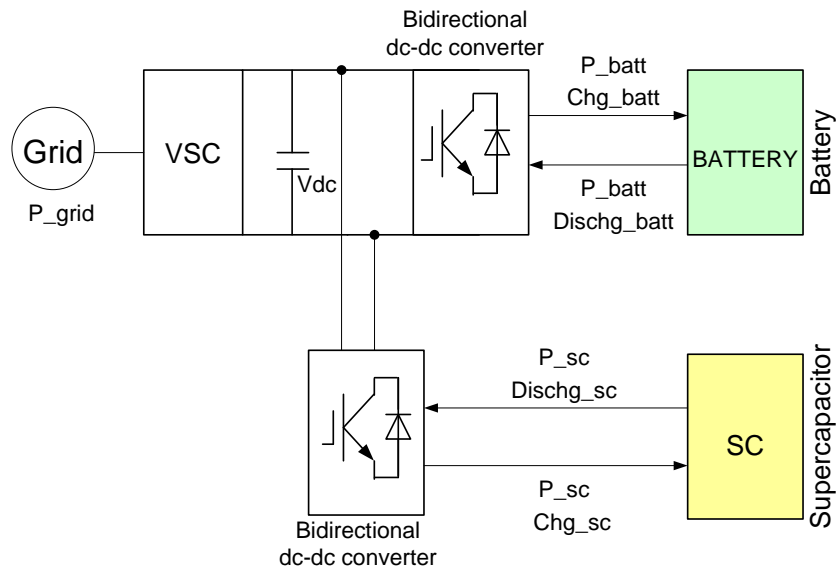 Bidirectional
dc-dc converter
P_batt
Chg_batt
Grid
VSC
Vdc
BATTERY
Battery
P_grid
P_batt
Dischg_batt
P_sc
Dischg_sc
SC
Supercapacitor
P_sc
Chg_sc
Bidirectional
dc-dc converter